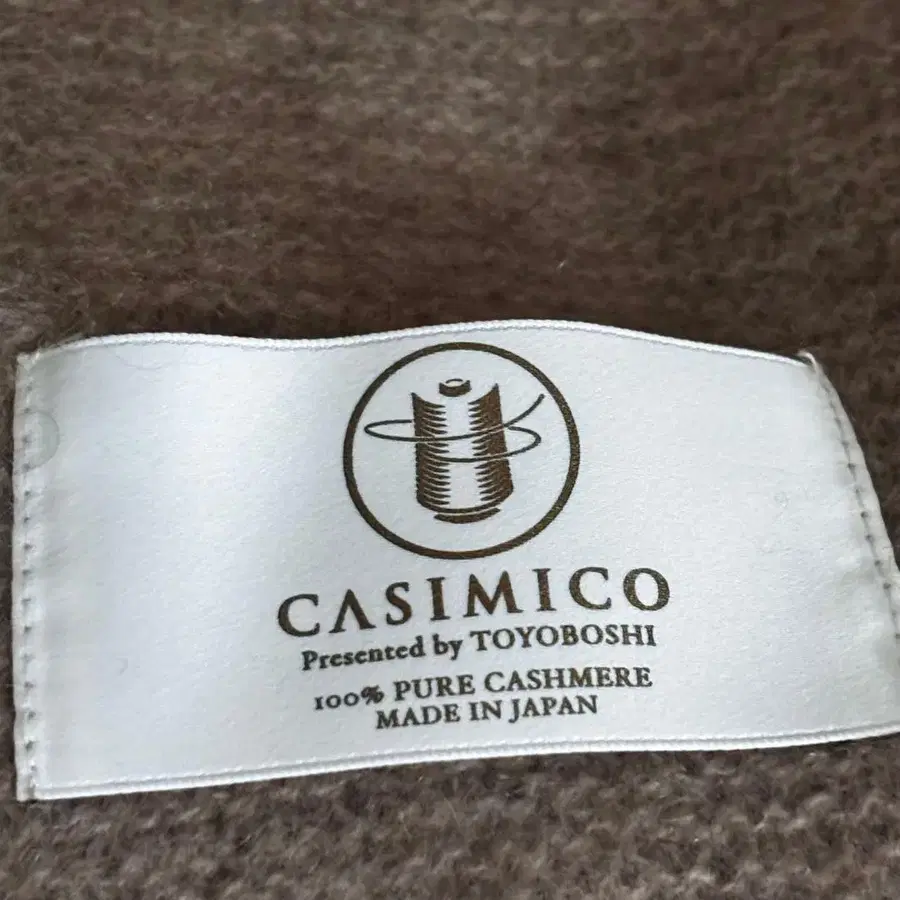 CASIMICO
Presented by TOYOBOSHI
100% PURE CASHMERE
MADE IN JAPAN